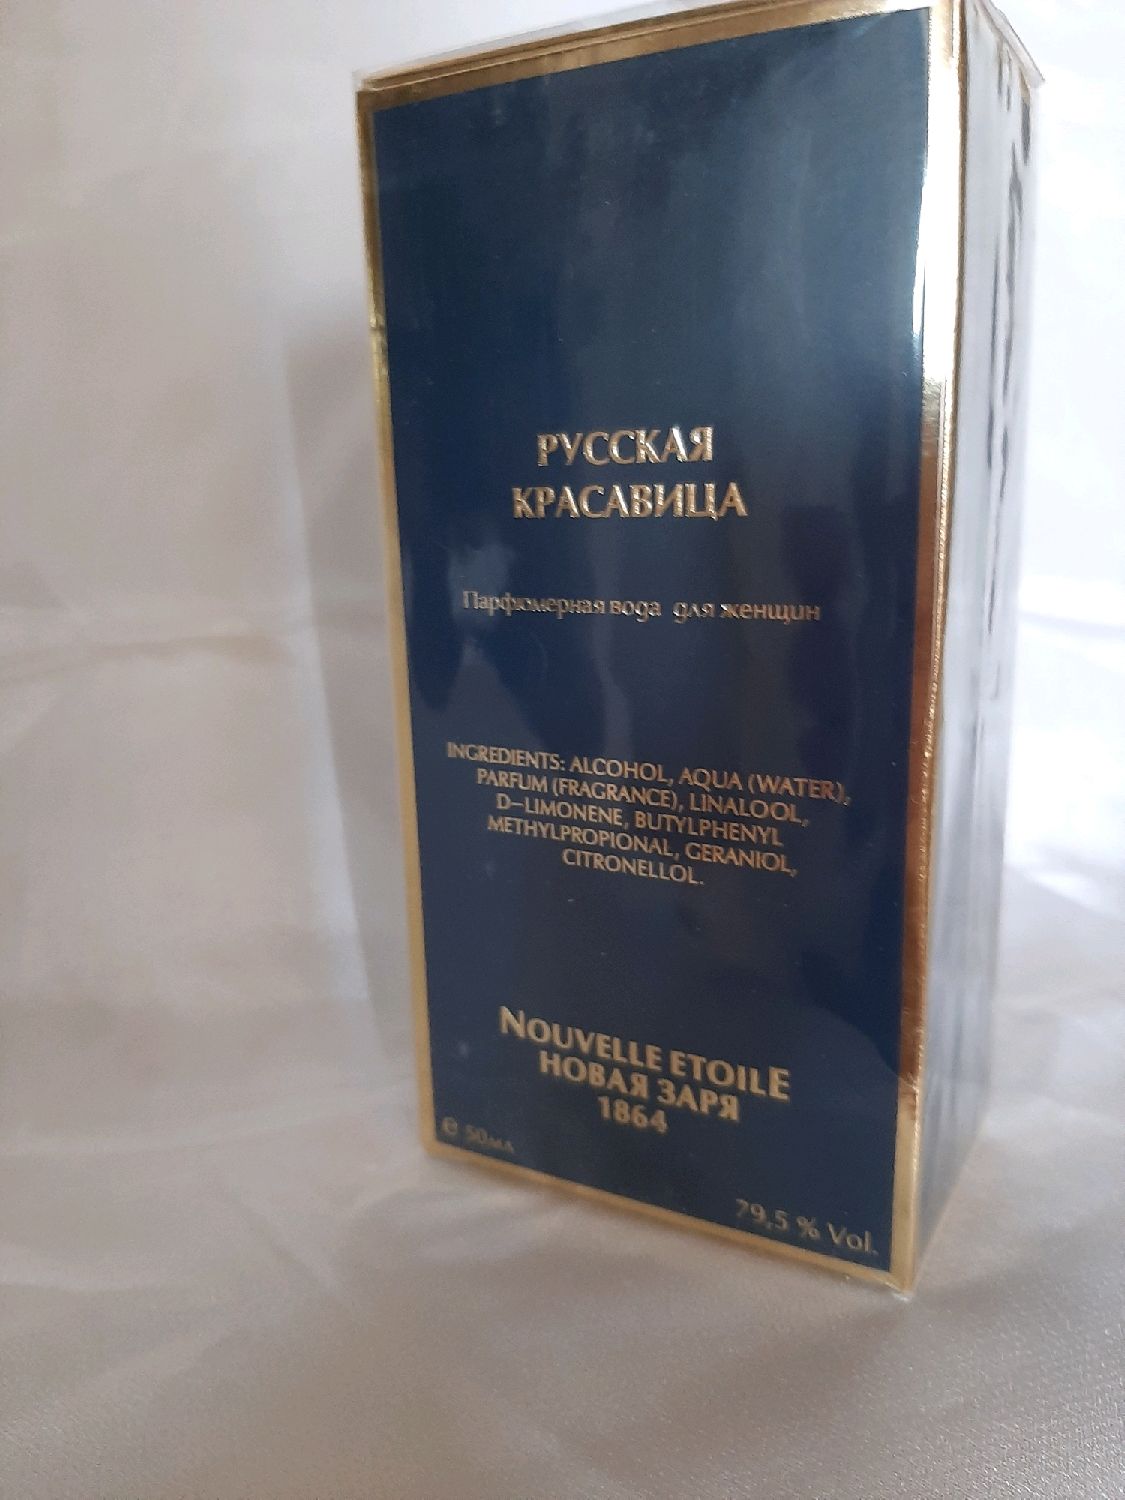 РУССКАЯ
КРАСАВИЦА
Парфюмерная вода для женщин
INGREDIENTS: ALCOHOL, AQUA (WATER),
PARFUM (FRAGRANCE), LINALOOL,
D-LIMONENE, BUTYLPHENYL
METHYLPROPIONAL, GERANIOL,
CITRONELLOL.
NOUVELLE ETOILE
НОВАЯ ЗАРЯ
1864
℮ 50мл
79,5 % Vol.